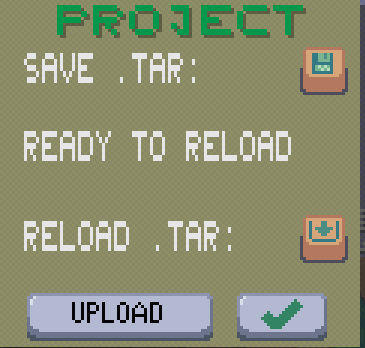 PROJECT
SAVE .TAR:
READY TO RELOAD
RELOAD .TAR:
UPLOAD